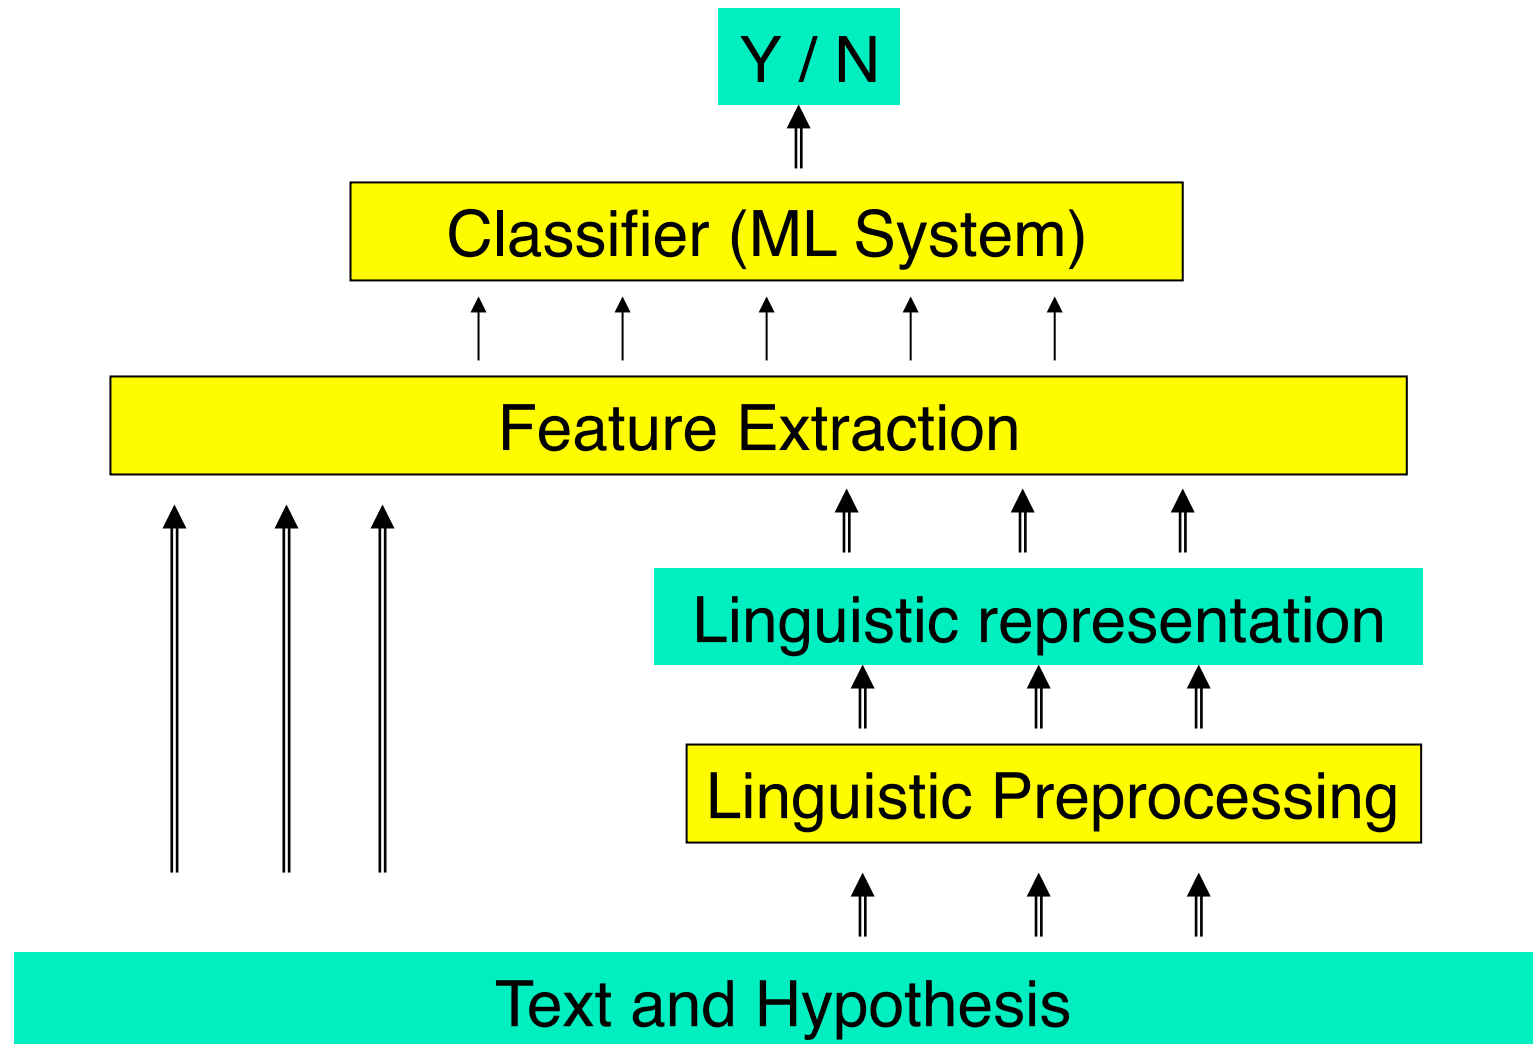 Y / N
Classifier (ML System)
Feature Extraction
Linguistic representation
Linguistic Preprocessing
Text and Hypothesis